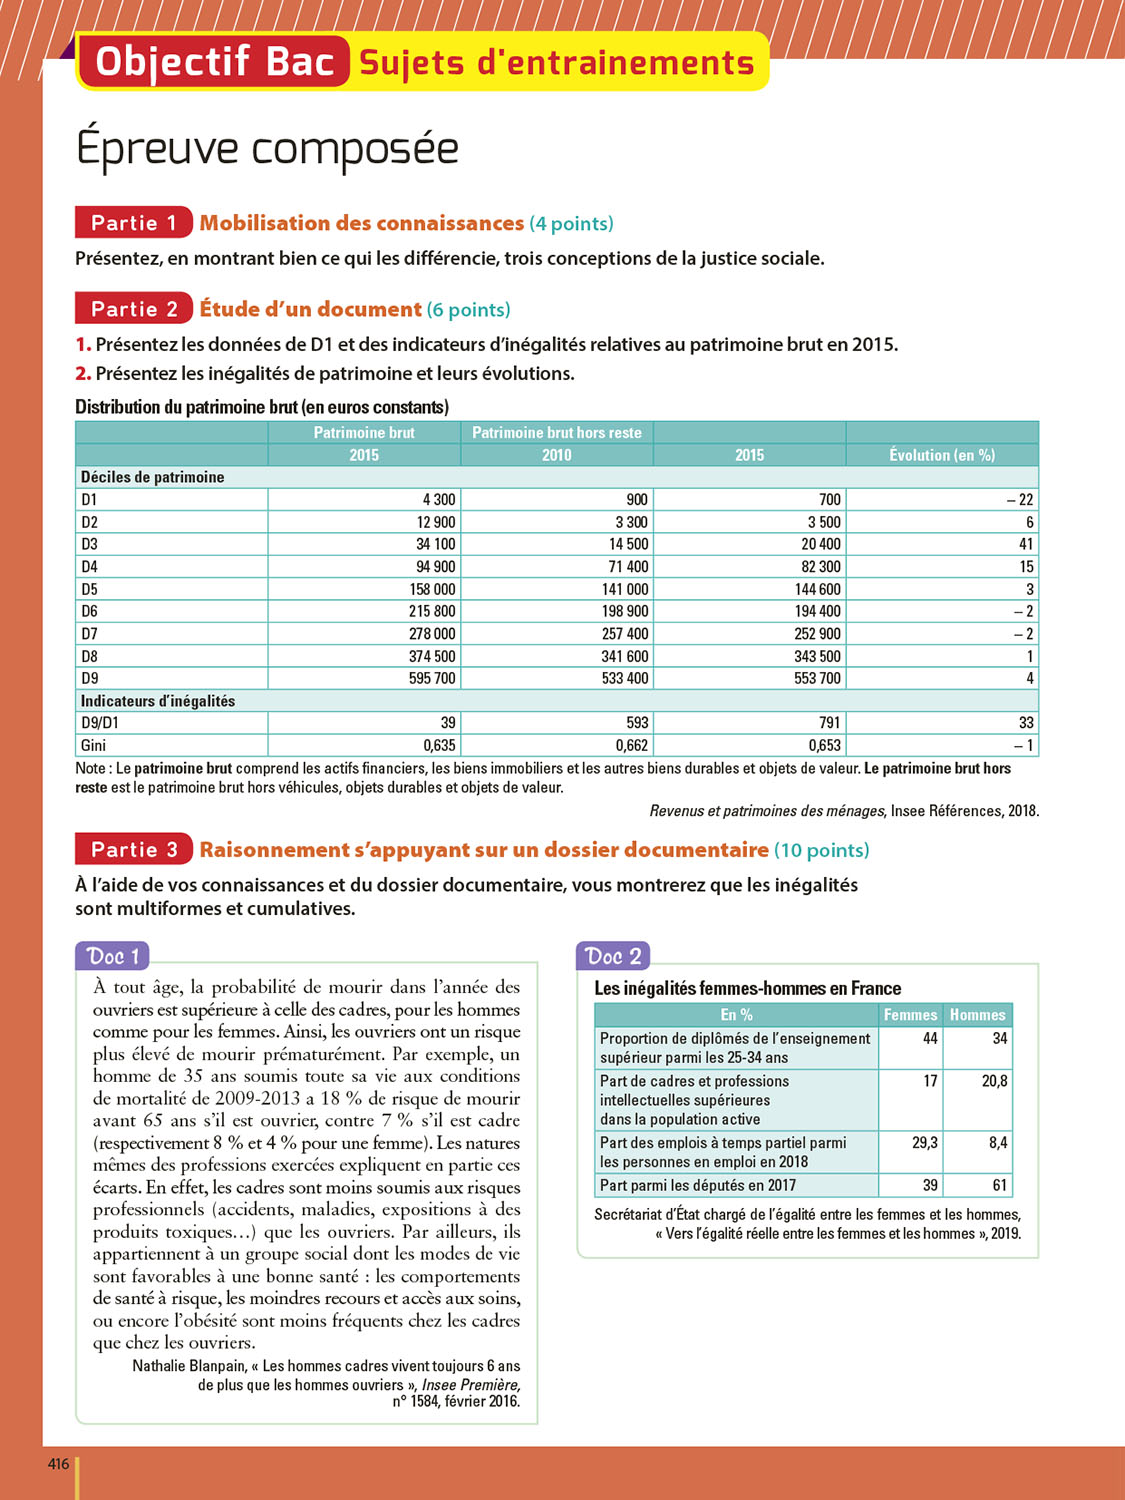 Objectif Bac Sujets d'entrainements
Épreuve composée
Partie 1 Mobilisation des connaissances (4 points)
Présentez, en montrant bien ce qui les différencie, trois conceptions de la justice sociale.
Partie 2 Étude d’un document (6 points)
1. Présentez les données de D1 et des indicateurs d’inégalités relatives au patrimoine brut en 2015.
2. Présentez les inégalités de patrimoine et leurs évolutions.
Distribution du patrimoine brut (en euros constants)
Patrimoine brut Patrimoine brut hors reste
2015 2010 2015 Évolution (en %)
Déciles de patrimoine
D1 4 300 900 700 – 22
D2 12 900 3 300 3 500 6
D3 34 100 14 500 20 400 41
D4 94 900 71 400 82 300 15
D5 158 000 141 000 144 600 3
D6 215 800 198 900 194 400 – 2
D7 278 000 257 400 252 900 – 2
D8 374 500 341 600 343 500 1
D9 595 700 533 400 553 700 4
Indicateurs d’inégalités
D9/D1 39 593 791 33
Gini 0,635 0,662 0,653 – 1
Note : Le patrimoine brut comprend les actifs financiers, les biens immobiliers et les autres biens durables et objets de valeur. Le patrimoine brut hors
reste est le patrimoine brut hors véhicules, objets durables et objets de valeur.
Revenus et patrimoines des ménages, Insee Références, 2018.
Partie 3 Raisonnement s’appuyant sur un dossier documentaire (10 points)
À l’aide de vos connaissances et du dossier documentaire, vous montrerez que les inégalités
sont multiformes et cumulatives.
Doc 1
À tout âge, la probabilité de mourir dans l’année des
ouvriers est supérieure à celle des cadres, pour les hommes
comme pour les femmes. Ainsi, les ouvriers ont un risque
plus élevé de mourir prématurément. Par exemple, un
homme de 35 ans soumis toute sa vie aux conditions
de mortalité de 2009-2013 a 18 % de risque de mourir
avant 65 ans s’il est ouvrier, contre 7 % s’il est cadre
(respectivement 8 % et 4 % pour une femme). Les natures
mêmes des professions exercées expliquent en partie ces
écarts. En effet, les cadres sont moins soumis aux risques
professionnels (accidents, maladies, expositions à des
produits toxiques…) que les ouvriers. Par ailleurs, ils
appartiennent à un groupe social dont les modes de vie
sont favorables à une bonne santé : les comportements
de santé à risque, les moindres recours et accès aux soins,
ou encore l’obésité sont moins fréquents chez les cadres
que chez les ouvriers.
Nathalie Blanpain, « Les hommes cadres vivent toujours 6 ans
de plus que les hommes ouvriers », Insee Première,
n° 1584, février 2016.
Doc 2
Les inégalités femmes-hommes en France
En % Femmes Hommes
Proportion de diplômés de l’enseignement 44 34
supérieur parmi les 25-34 ans
Part de cadres et professions 17 20,8
intellectuelles supérieures
dans la population active
Part des emplois à temps partiel parmi 29,3 8,4
les personnes en emploi en 2018
Part parmi les députés en 2017 39 61
Secrétariat d’État chargé de l’égalité entre les femmes et les hommes,
« Vers l’égalité réelle entre les femmes et les hommes », 2019.
416